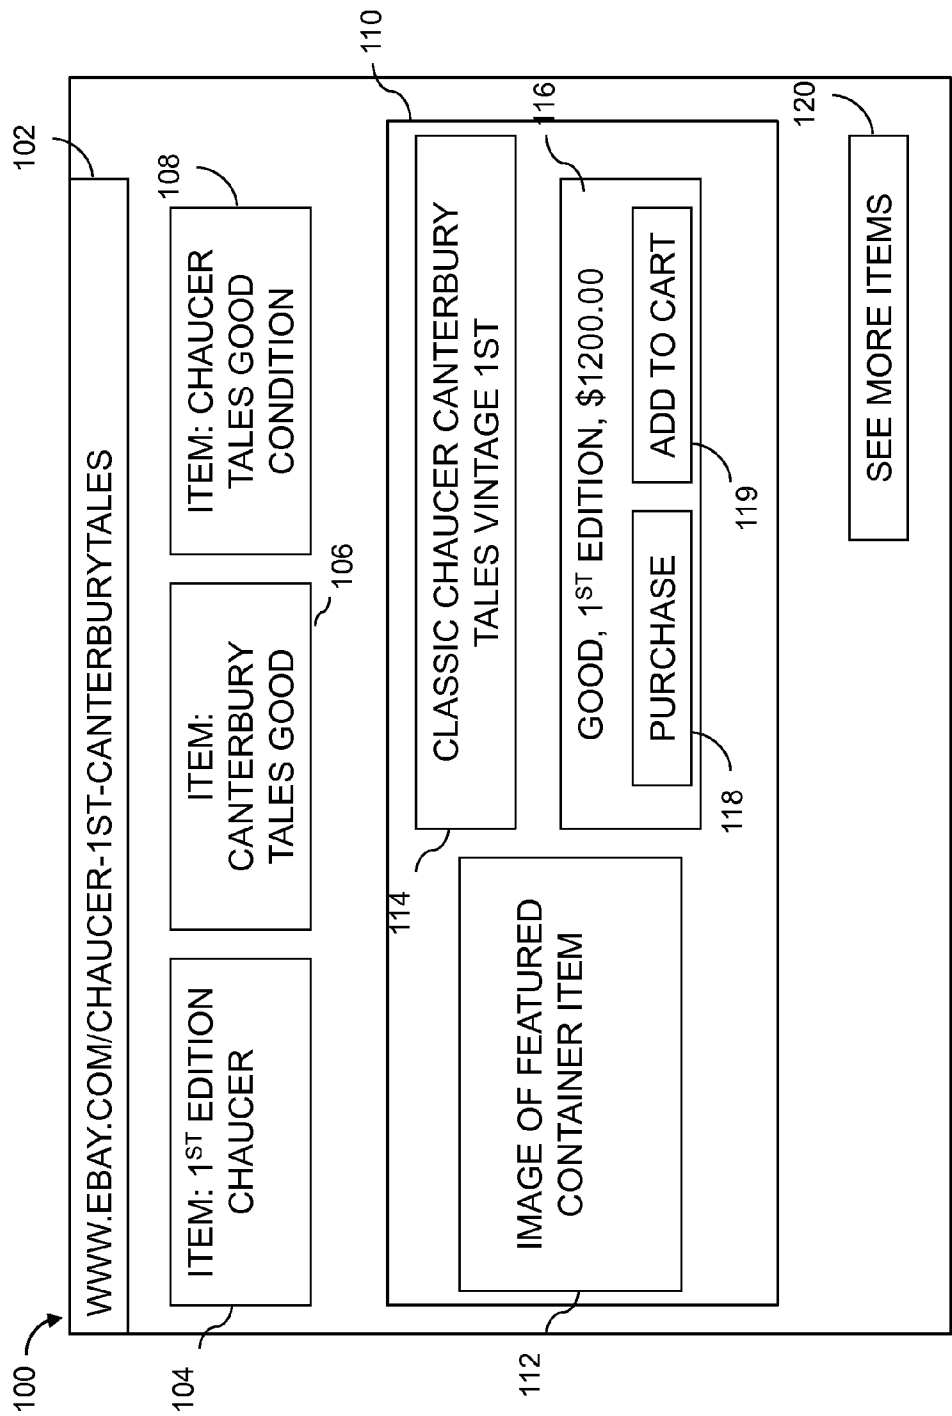 100
102
WWW.EBAY.COM/CHAUCER-1ST-CANTERBURYTALES
104
ITEM: 1ST EDITION
CHAUCER
106
ITEM:
CANTERBURY
TALES GOOD
108
ITEM: CHAUCER
TALES GOOD
CONDITION
110
112
IMAGE OF FEATURED
CONTAINER ITEM
114
CLASSIC CHAUCER CANTERBURY
TALES VINTAGE 1ST
116
GOOD, 1ST EDITION, $1200.00
PURCHASE
ADD TO CART
118
119
120
SEE MORE ITEMS